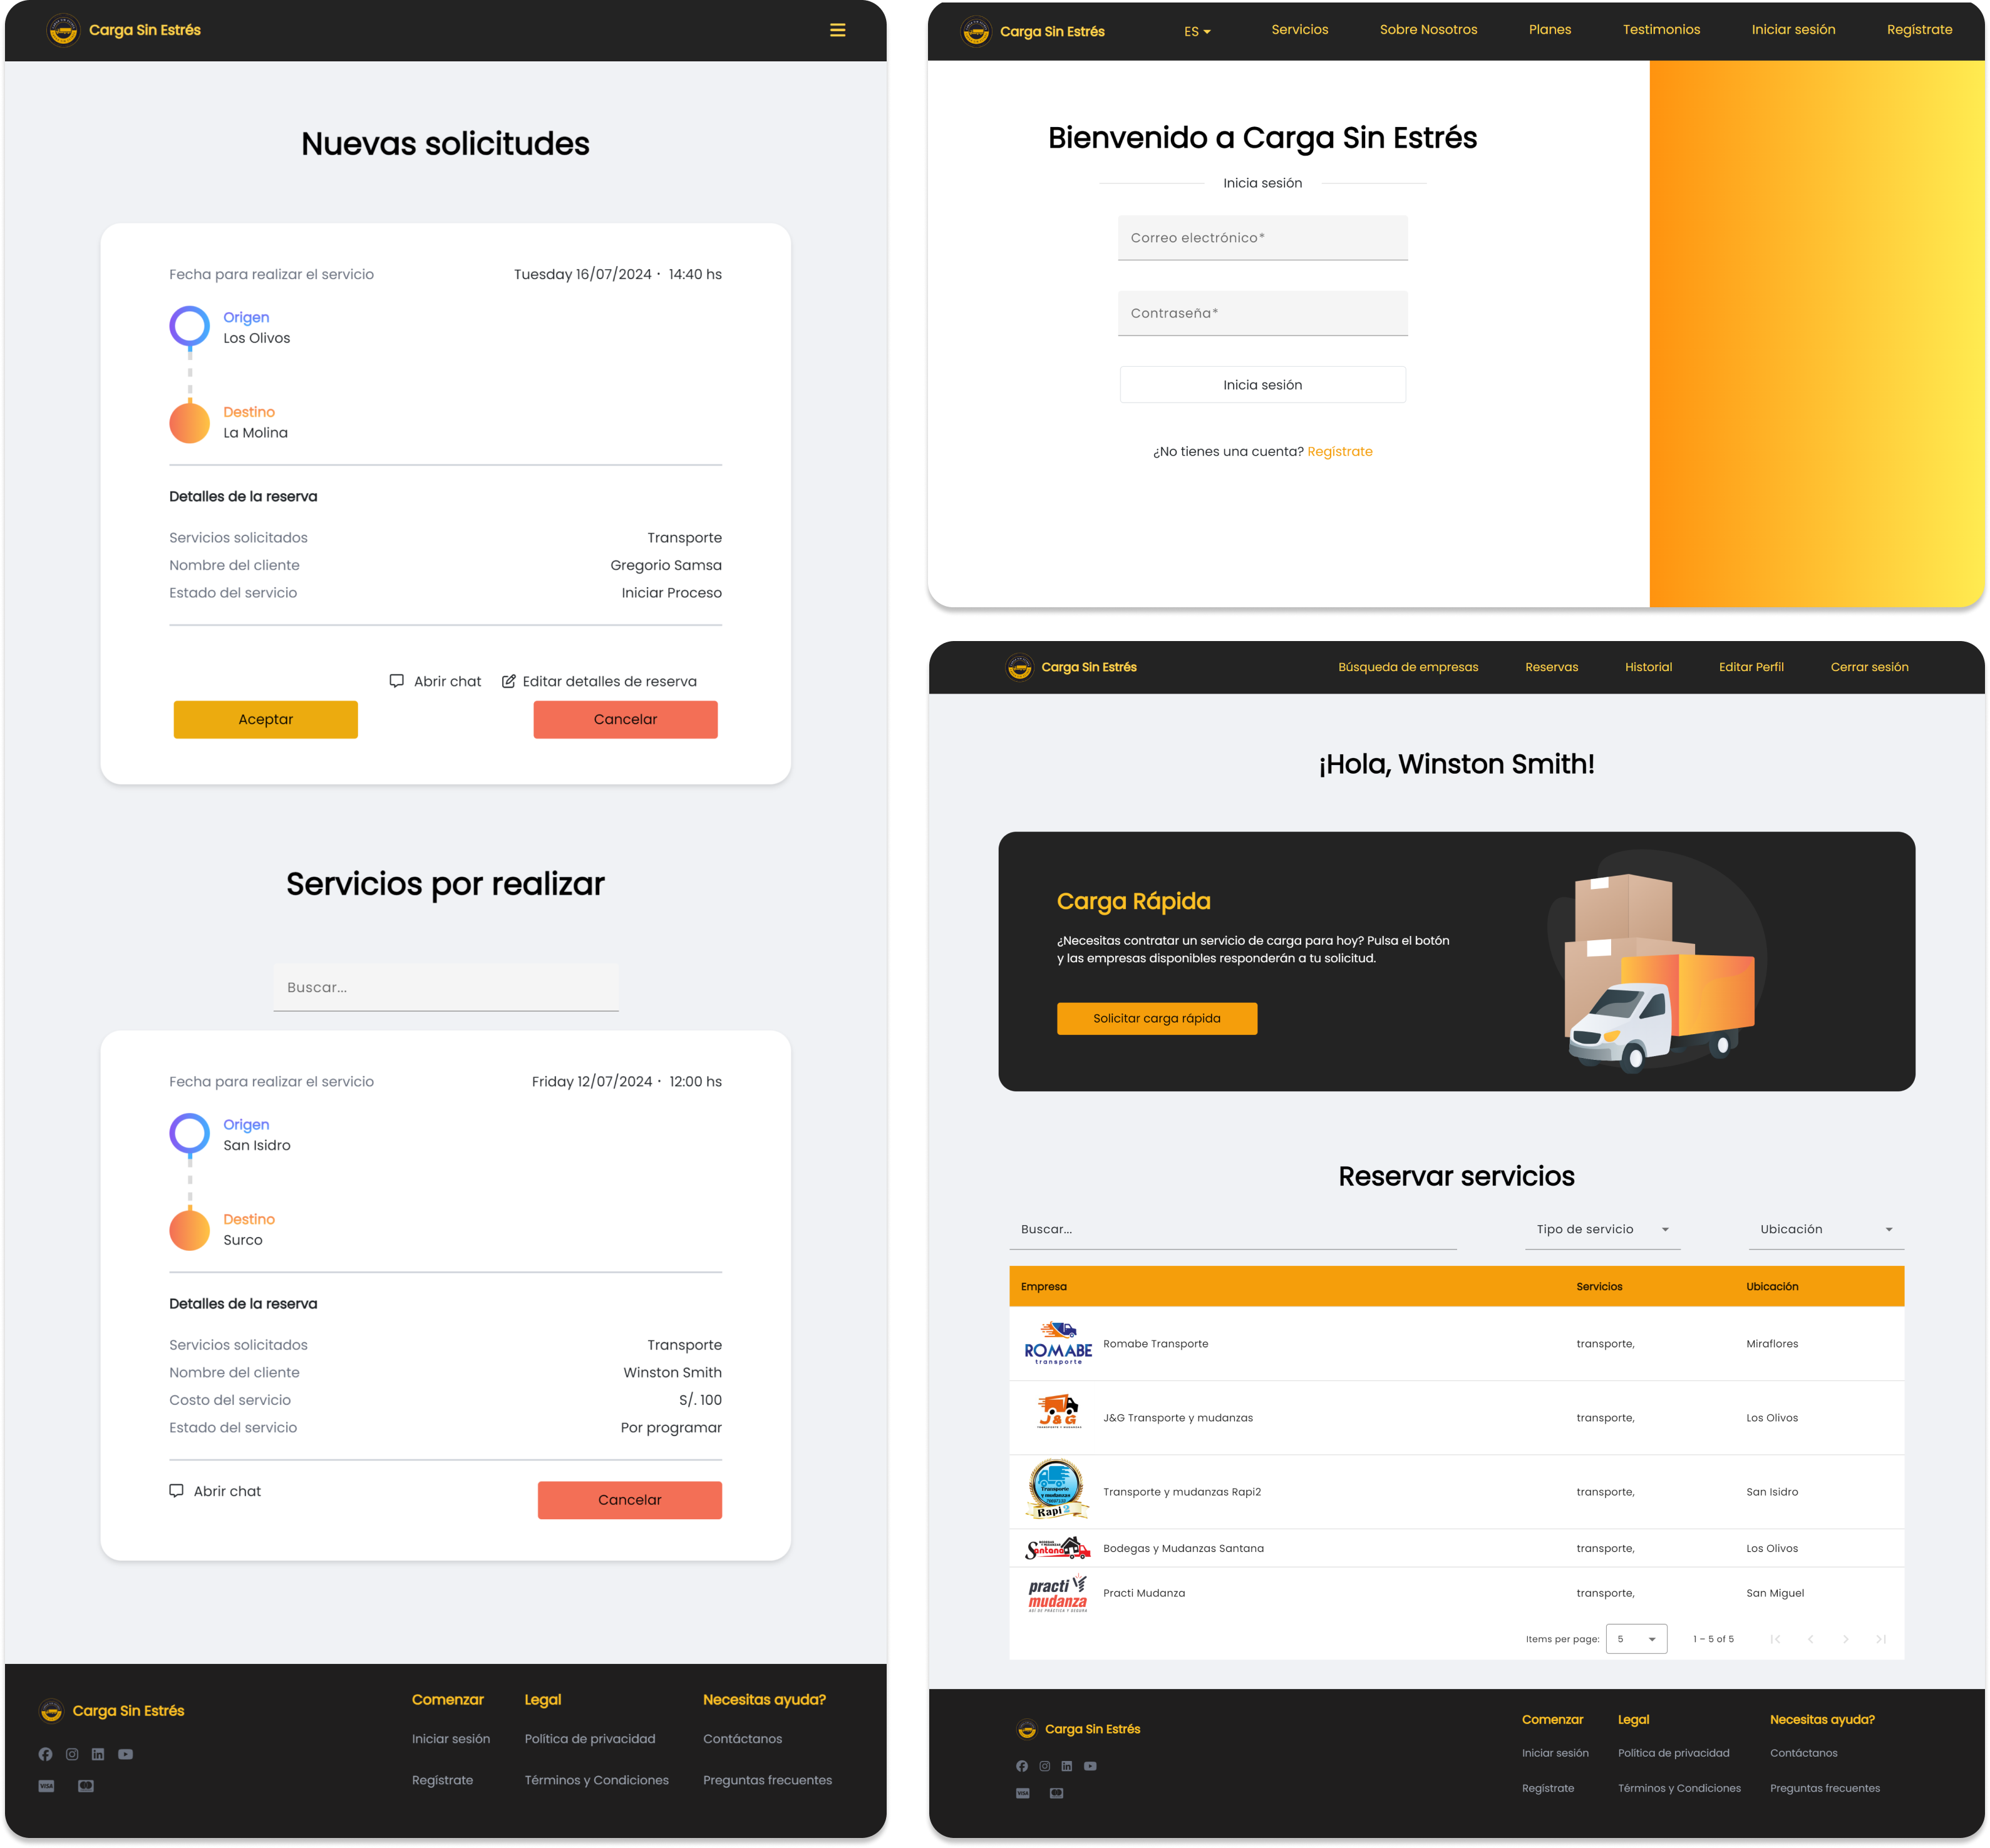 Carga Sin Estrés
Nuevas solicitudes
Fecha para realizar el servicio Tuesday 16/07/2024 · 14:40 hs
Origen
Los Olivos
Destino
La Molina
Detalles de la reserva
Servicios solicitados Transporte
Nombre del cliente Gregorio Samsa
Estado del servicio Iniciar Proceso
Abrir chat Editar detalles de reserva
Aceptar Cancelar
Servicios por realizar
Buscar...
Fecha para realizar el servicio Friday 12/07/2024 · 12:00 hs
Origen
San Isidro
Destino
Surco
Detalles de la reserva
Servicios solicitados Transporte
Nombre del cliente Winston Smith
Costo del servicio S/. 100
Estado del servicio Por programar
Abrir chat Cancelar
Carga Sin Estrés Comenzar Legal Necesitas ayuda?
Iniciar sesión Política de privacidad Contáctanos
VISA Regístrate Términos y Condiciones Preguntas frecuentes
Carga Sin Estrés ES Servicios Sobre Nosotros Planes Testimonios Iniciar sesión Regístrate
Bienvenido a Carga Sin Estrés
Inicia sesión
Correo electrónico*
Contraseña*
Inicia sesión
¿No tienes una cuenta? Regístrate
Carga Sin Estrés Búsqueda de empresas Reservas Historial Editar Perfil Cerrar sesión
¡Hola, Winston Smith!
Carga Rápida
¿Necesitas contratar un servicio de carga para hoy? Pulsa el botón
y las empresas disponibles responderán a tu solicitud.
Solicitar carga rápida
Reservar servicios
Buscar... Tipo de servicio Ubicación
Empresa Servicios Ubicación
ROMABE
transporte
Romabe Transporte transporte, Miraflores
J&G
J&G Transporte y mudanzas transporte, Los Olivos
Transporte
y mudanzas
Rapi2
Transporte y mudanzas Rapi2 transporte, San Isidro
Santana
Bodegas y Mudanzas Santana transporte, Los Olivos
practi
mudanza
Practi Mudanza transporte, San Miguel
Items per page: 5 1 – 5 of 5
Carga Sin Estrés Comenzar Legal Necesitas ayuda?
Iniciar sesión Política de privacidad Contáctanos
VISA Regístrate Términos y Condiciones Preguntas frecuentes